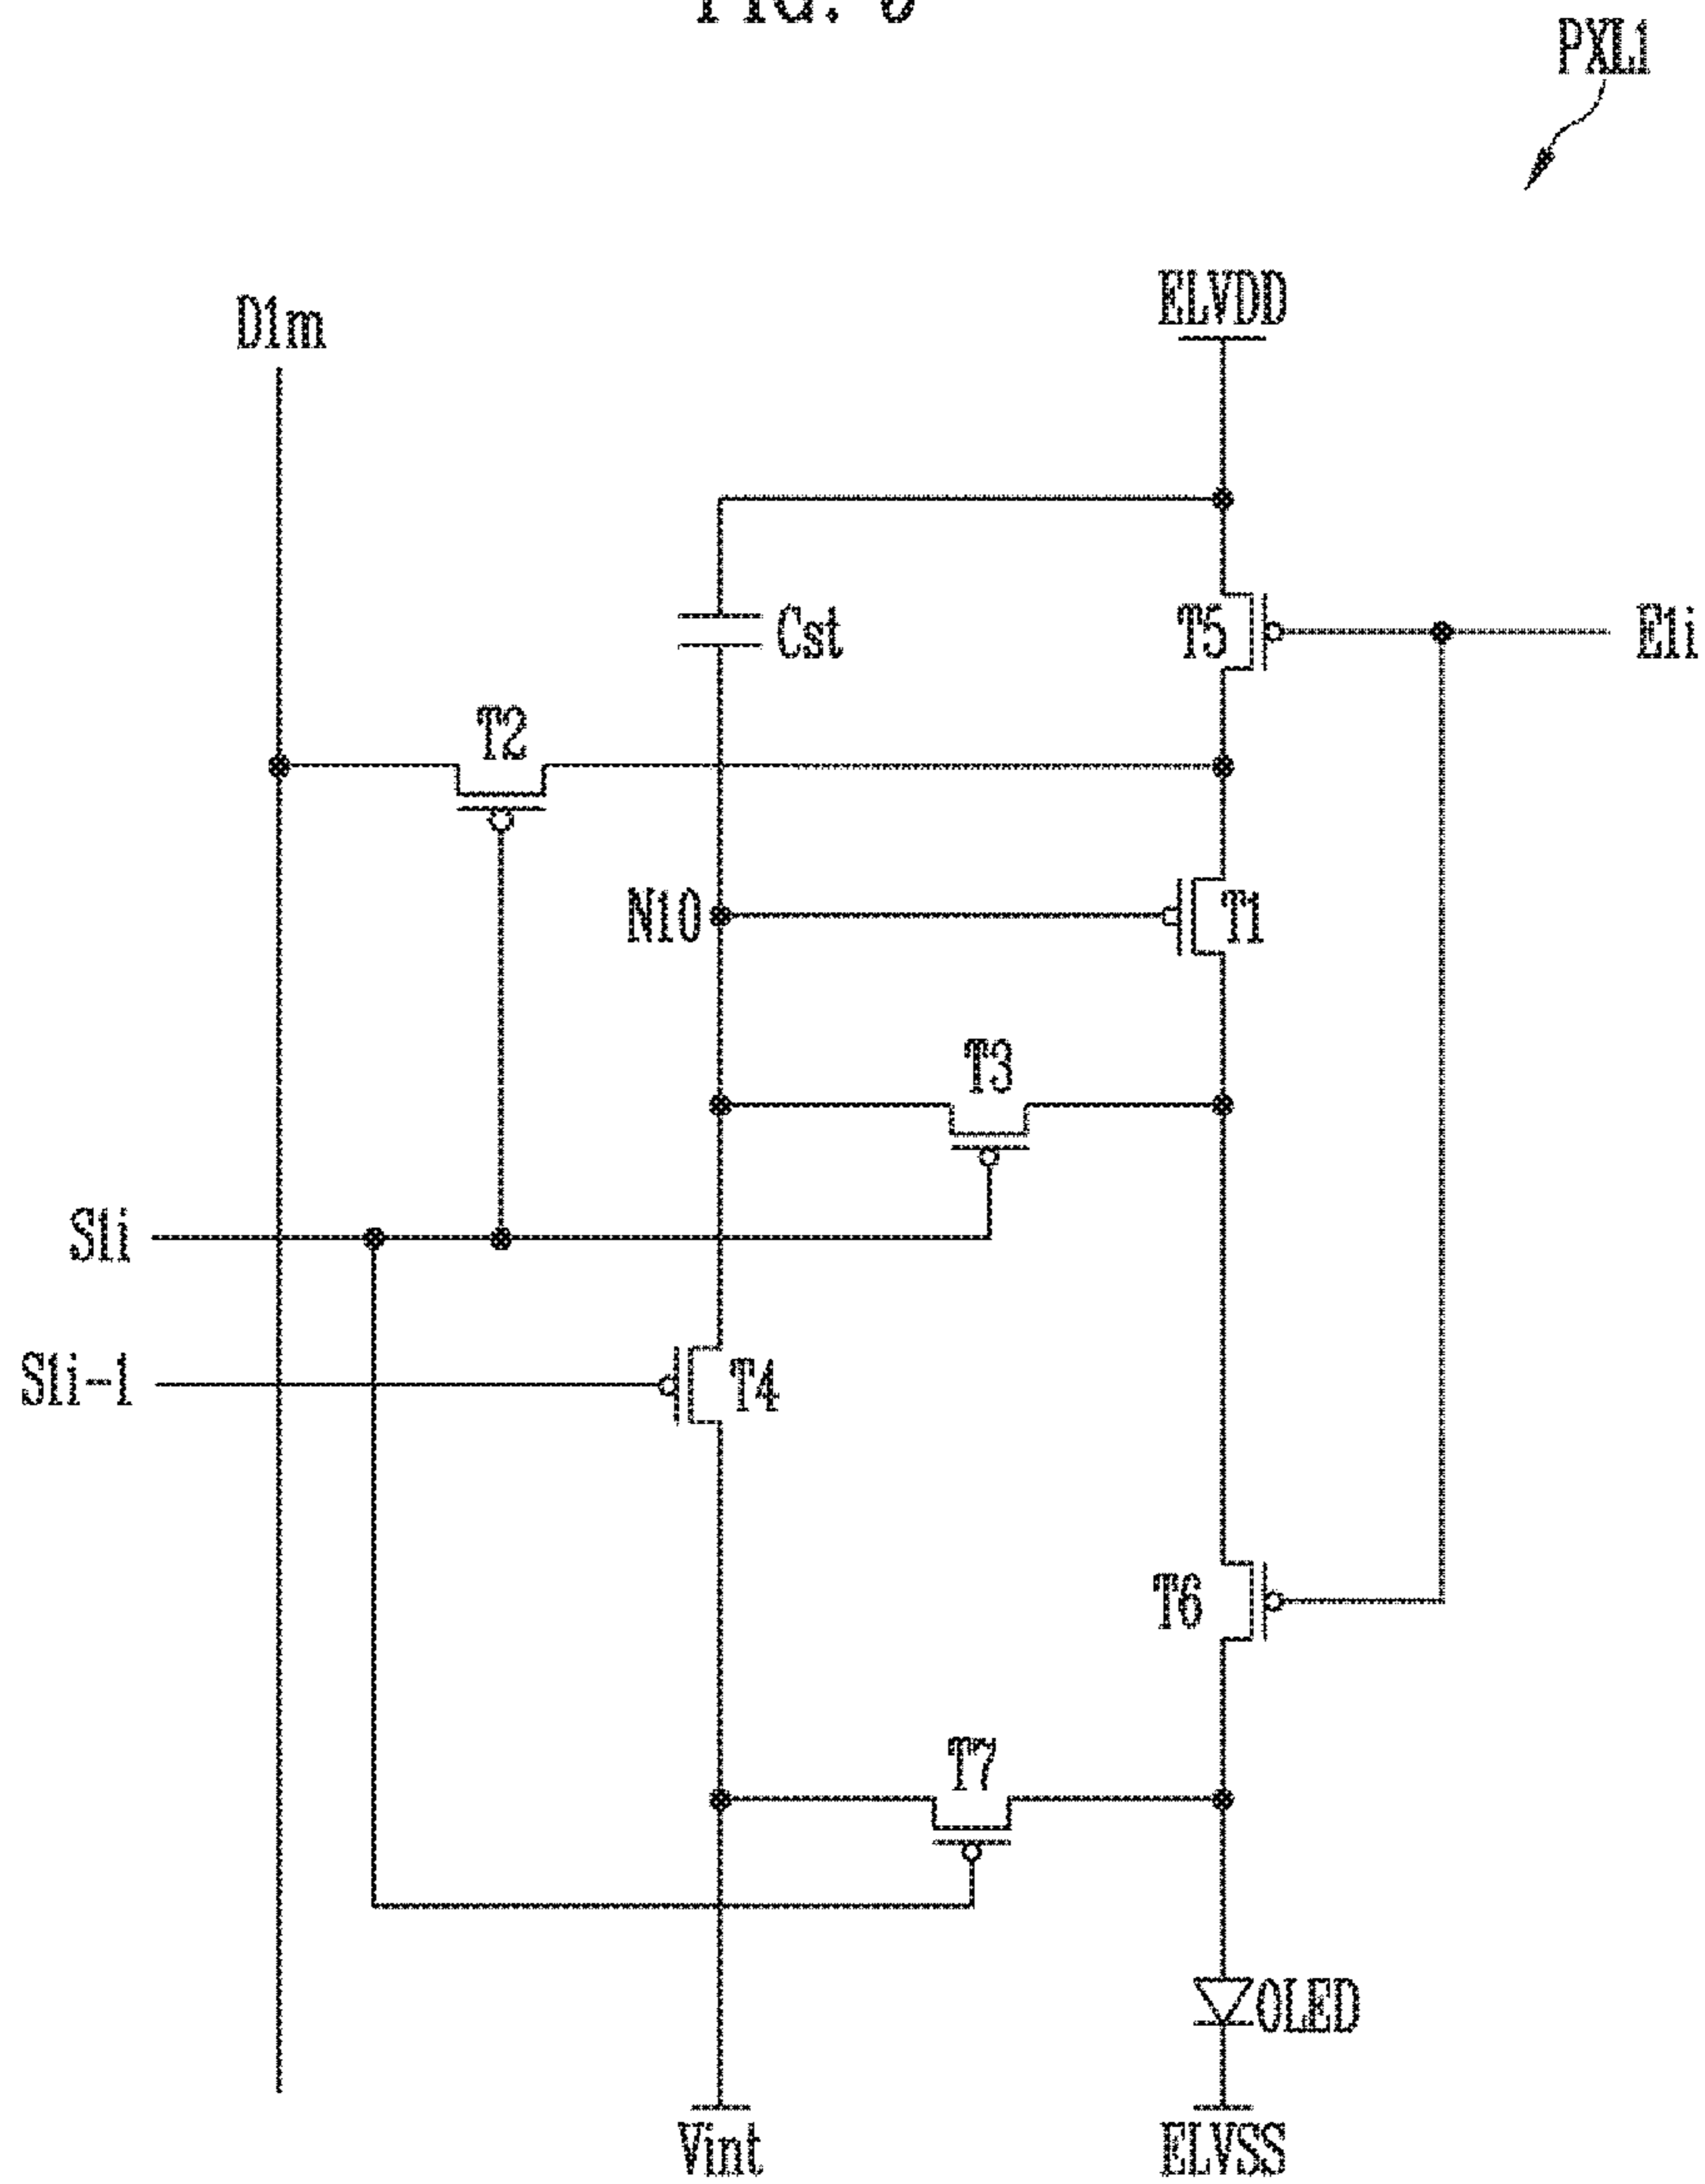 FIG.
PXL1
ELVDD
D1m
Cst
T5
E1i
T2
N10
T1
T3
S1i
S1i-1
T4
T6
T7
OLED
Vint
ELVSS